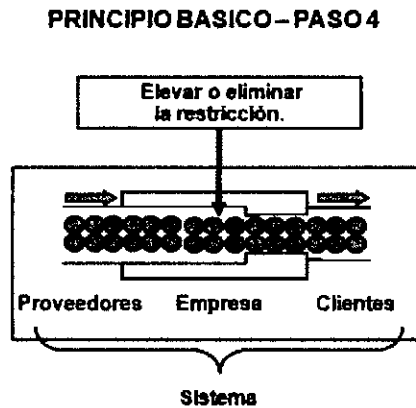 PRINCIPIO BASICO – PASO 4
Elevar o eliminar
la restricción.
Proveedores Empresa Clientes
Sistema